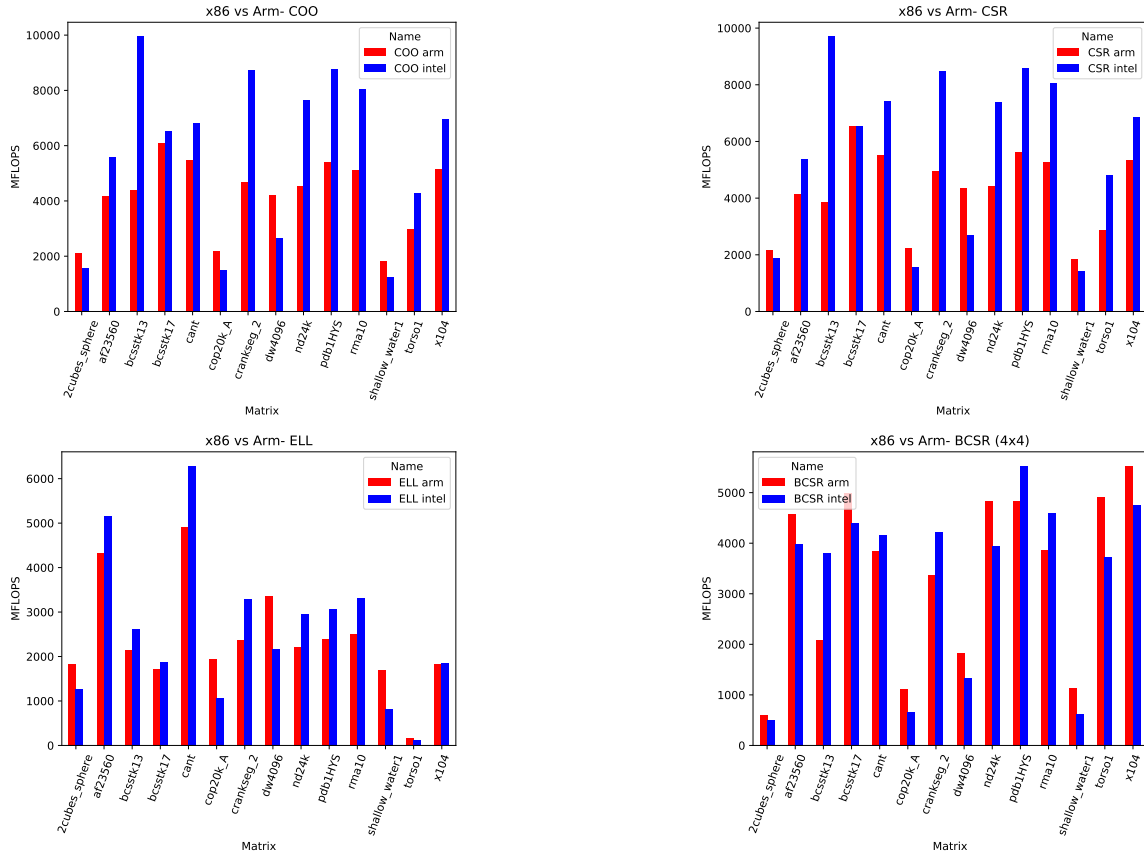 x86 vs Arm- COO
Name
COO arm
COO intel
10000
8000
6000
4000
2000
0
MFLOPS
2cubes_sphere
af23560
bcsstk13
bcsstk17
cant
cop20k_A
crankseg_2
dw4096
nd24k
pdb1HYS
rma10
shallow_water1
torso1
x104
Matrix
x86 vs Arm- CSR
Name
CSR arm
CSR intel
10000
8000
6000
4000
2000
0
MFLOPS
2cubes_sphere
af23560
bcsstk13
bcsstk17
cant
cop20k_A
crankseg_2
dw4096
nd24k
pdb1HYS
rma10
shallow_water1
torso1
x104
Matrix
x86 vs Arm- ELL
Name
ELL arm
ELL intel
6000
5000
4000
3000
2000
1000
0
MFLOPS
2cubes_sphere
af23560
bcsstk13
bcsstk17
cant
cop20k_A
crankseg_2
dw4096
nd24k
pdb1HYS
rma10
shallow_water1
torso1
x104
Matrix
x86 vs Arm- BCSR (4x4)
Name
BCSR arm
BCSR intel
5000
4000
3000
2000
1000
0
MFLOPS
2cubes_sphere
af23560
bcsstk13
bcsstk17
cant
cop20k_A
crankseg_2
dw4096
nd24k
pdb1HYS
rma10
shallow_water1
torso1
x104
Matrix